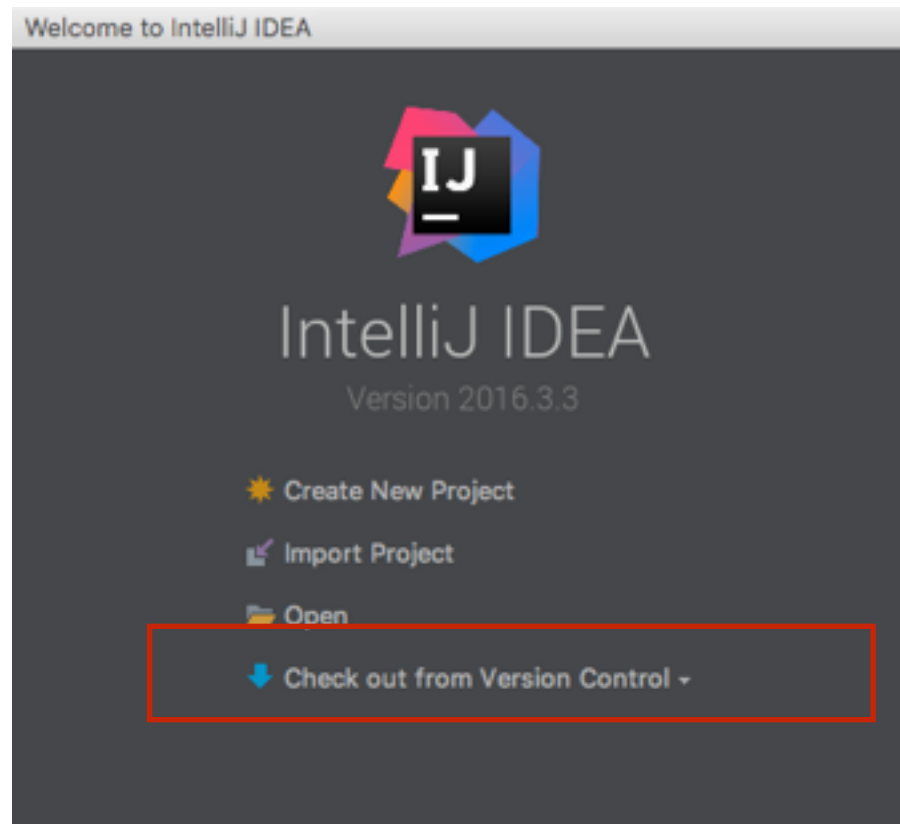 Welcome to IntelliJ IDEA
IJ
IntelliJ IDEA
Version 2016.3.3
Create New Project
Import Project
Open
Check out from Version Control